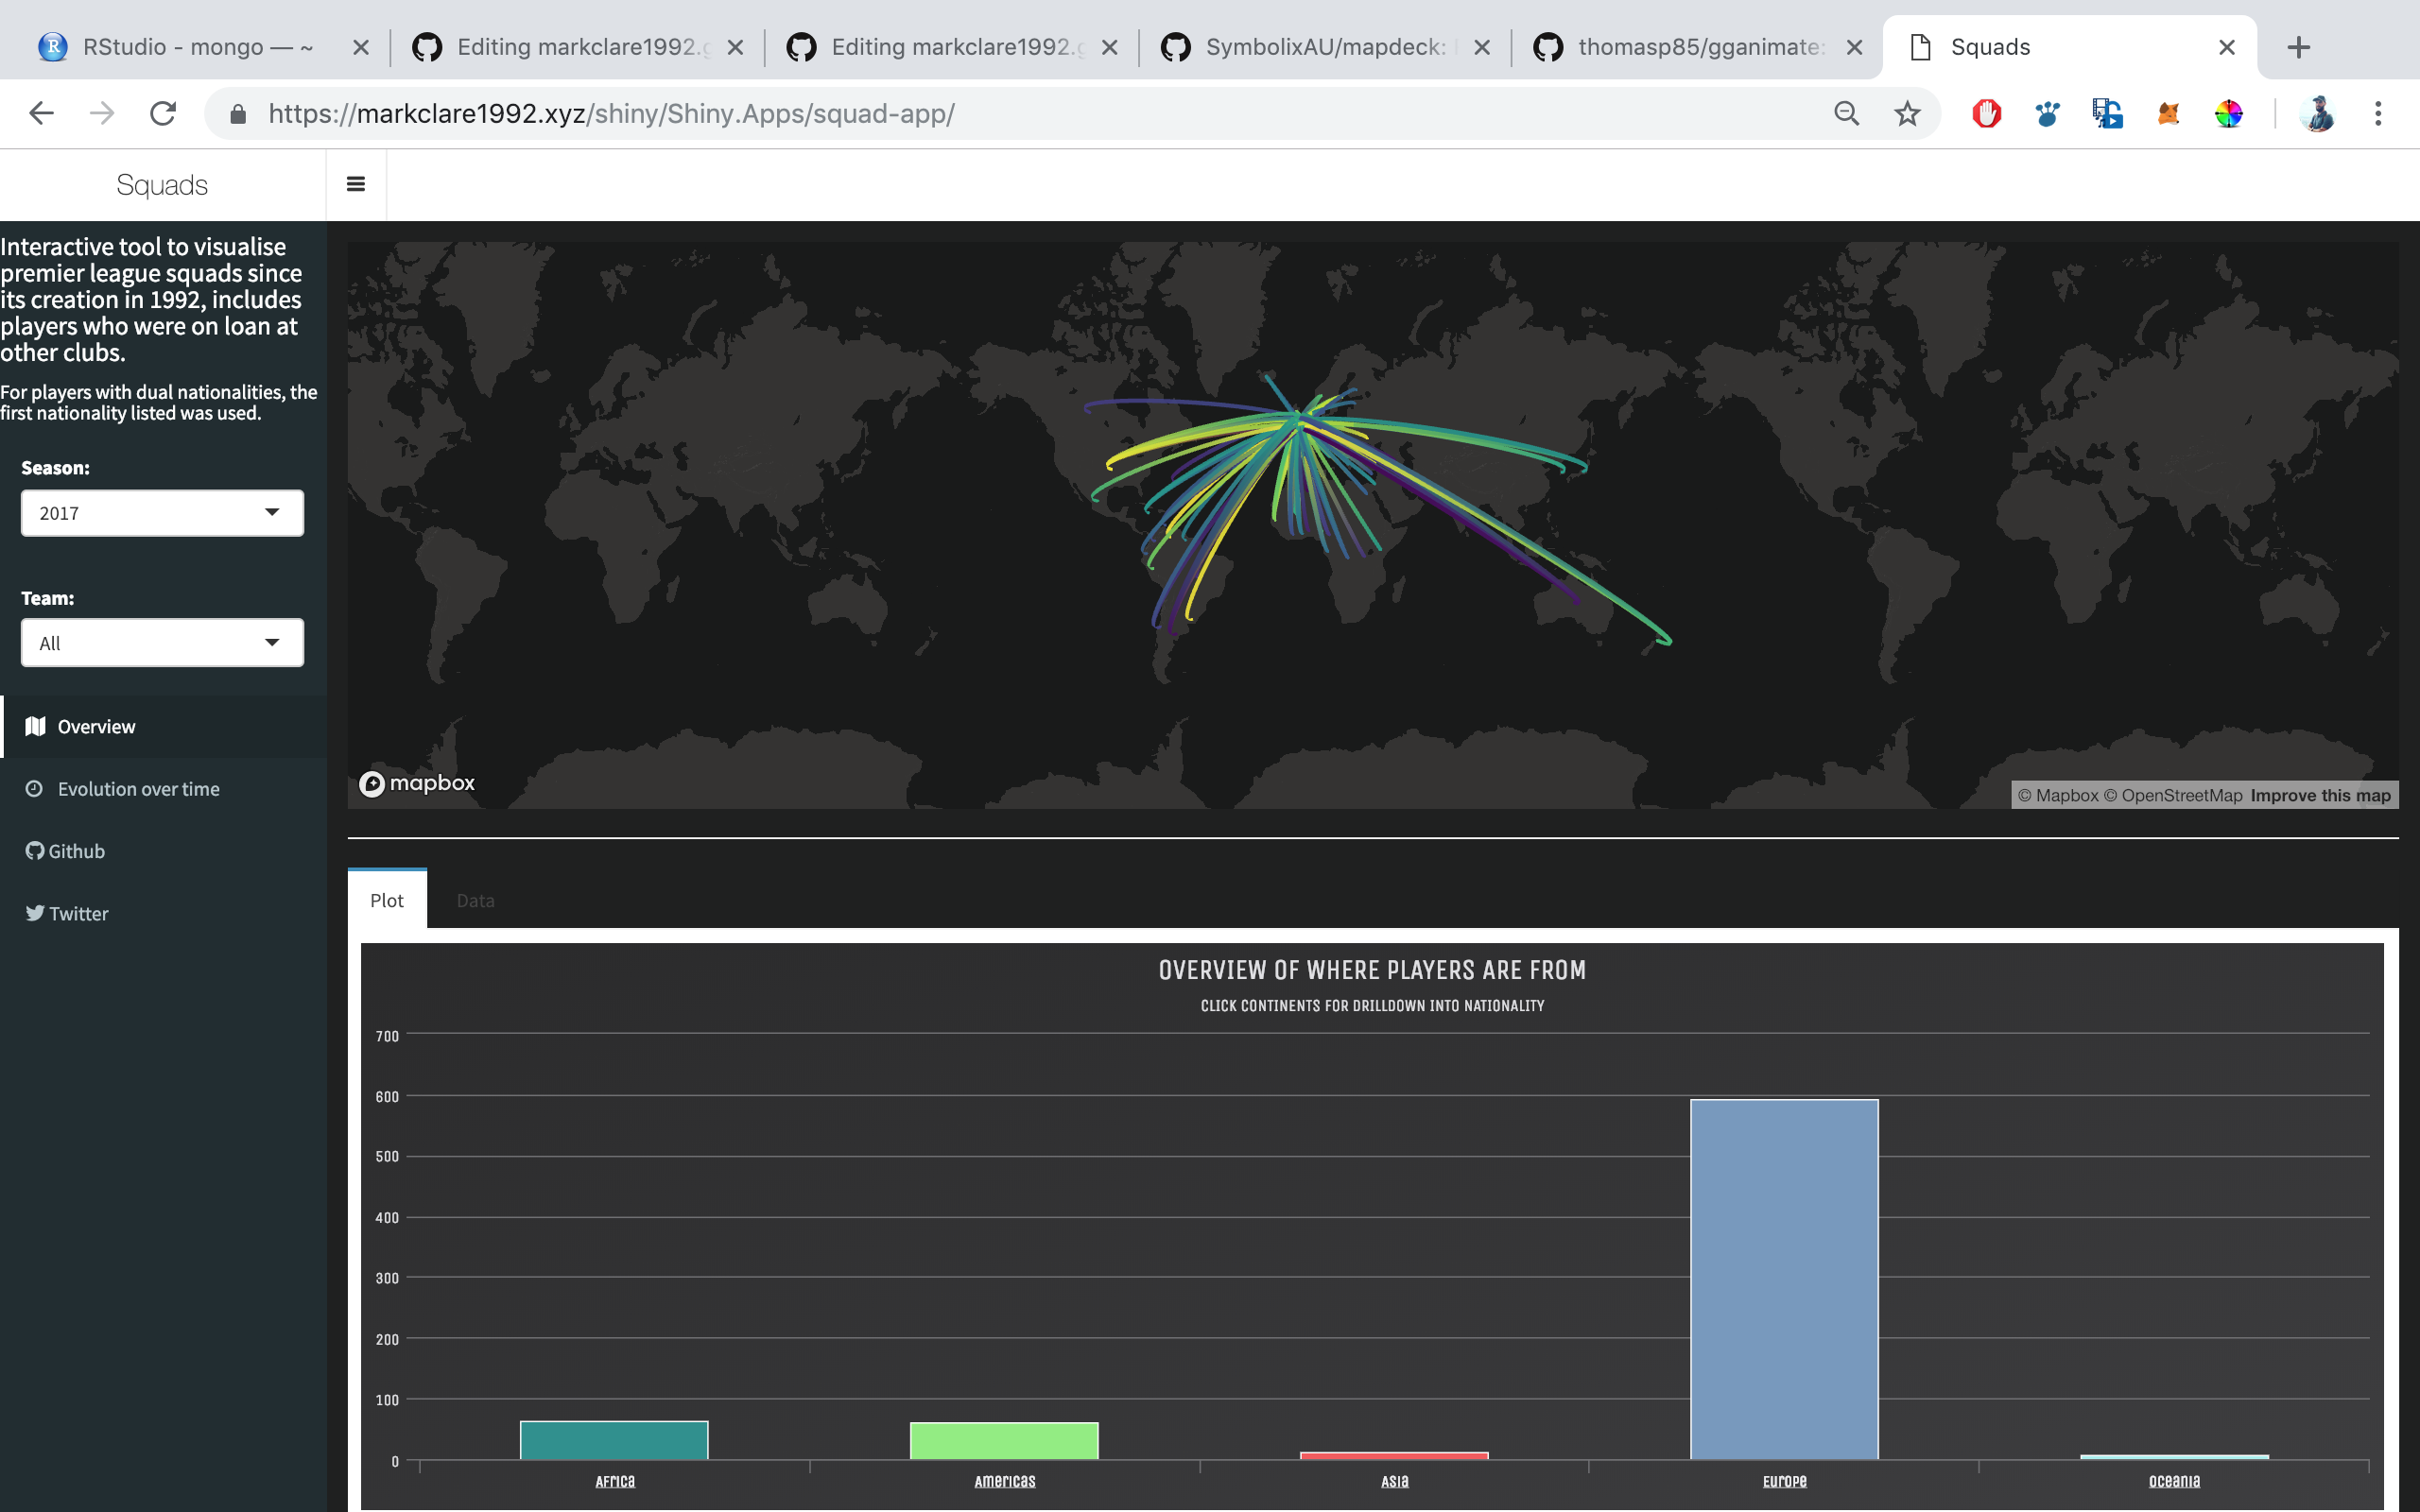 RStudio - mongo — ~
Editing markclare1992.g
Editing markclare1992.g
SymbolixAU/mapdeck:
thomasp85/gganimate:
Squads
https://markclare1992.xyz/shiny/Shiny.Apps/squad-app/
Squads
Interactive tool to visualise
premier league squads since
its creation in 1992, includes
players who were on loan at
other clubs.
For players with dual nationalities, the
first nationality listed was used.
Season:
2017
Team:
All
Overview
Evolution over time
Github
Twitter
mapbox
© Mapbox © OpenStreetMap Improve this map
Plot
Data
OVERVIEW OF WHERE PLAYERS ARE FROM
CLICK CONTINENTS FOR DRILLDOWN INTO NATIONALITY
700
600
500
400
300
200
100
0
Africa
Americas
Asia
Europe
Oceania